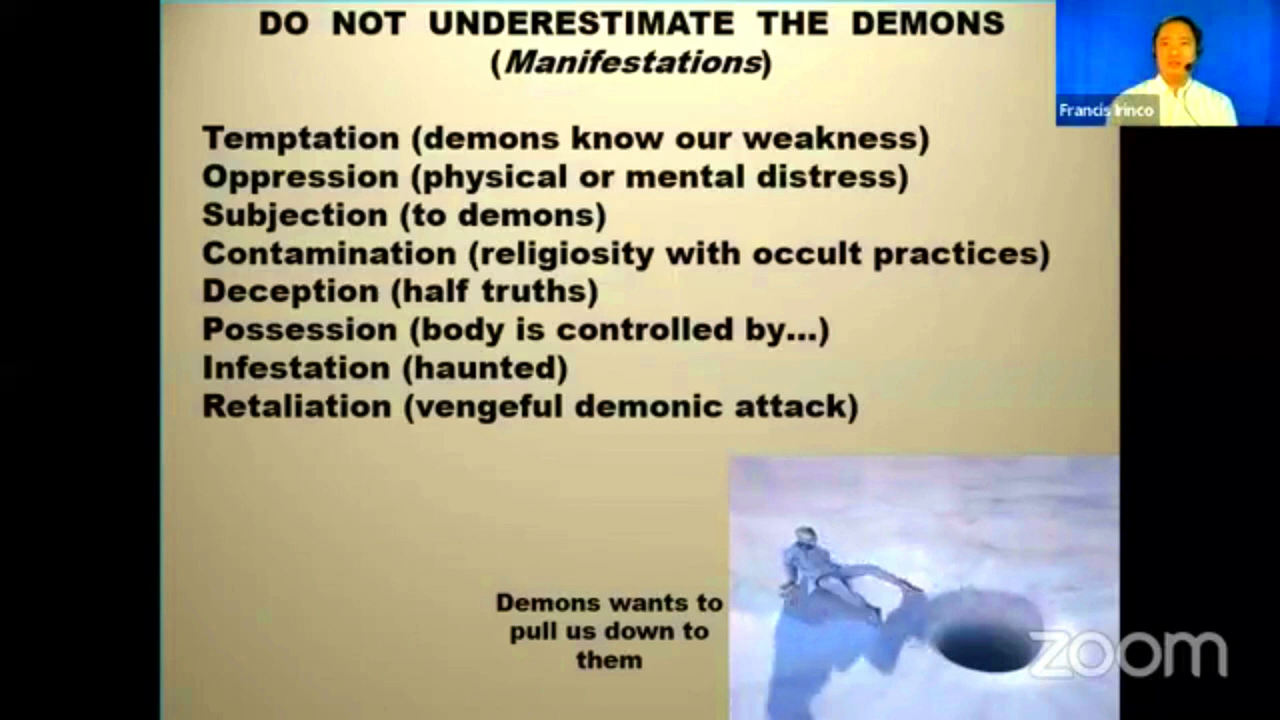 DO NOT UNDERESTIMATE THE DEMONS
(Manifestations)
Francis Irinco
Temptation (demons know our weakness)
Oppression (physical or mental distress)
Subjection (to demons)
Contamination (religiosity with occult practices)
Deception (half truths)
Possession (body is controlled by...)
Infestation (haunted)
Retaliation (vengeful demonic attack)
Demons wants to
pull us down to
them
zoom